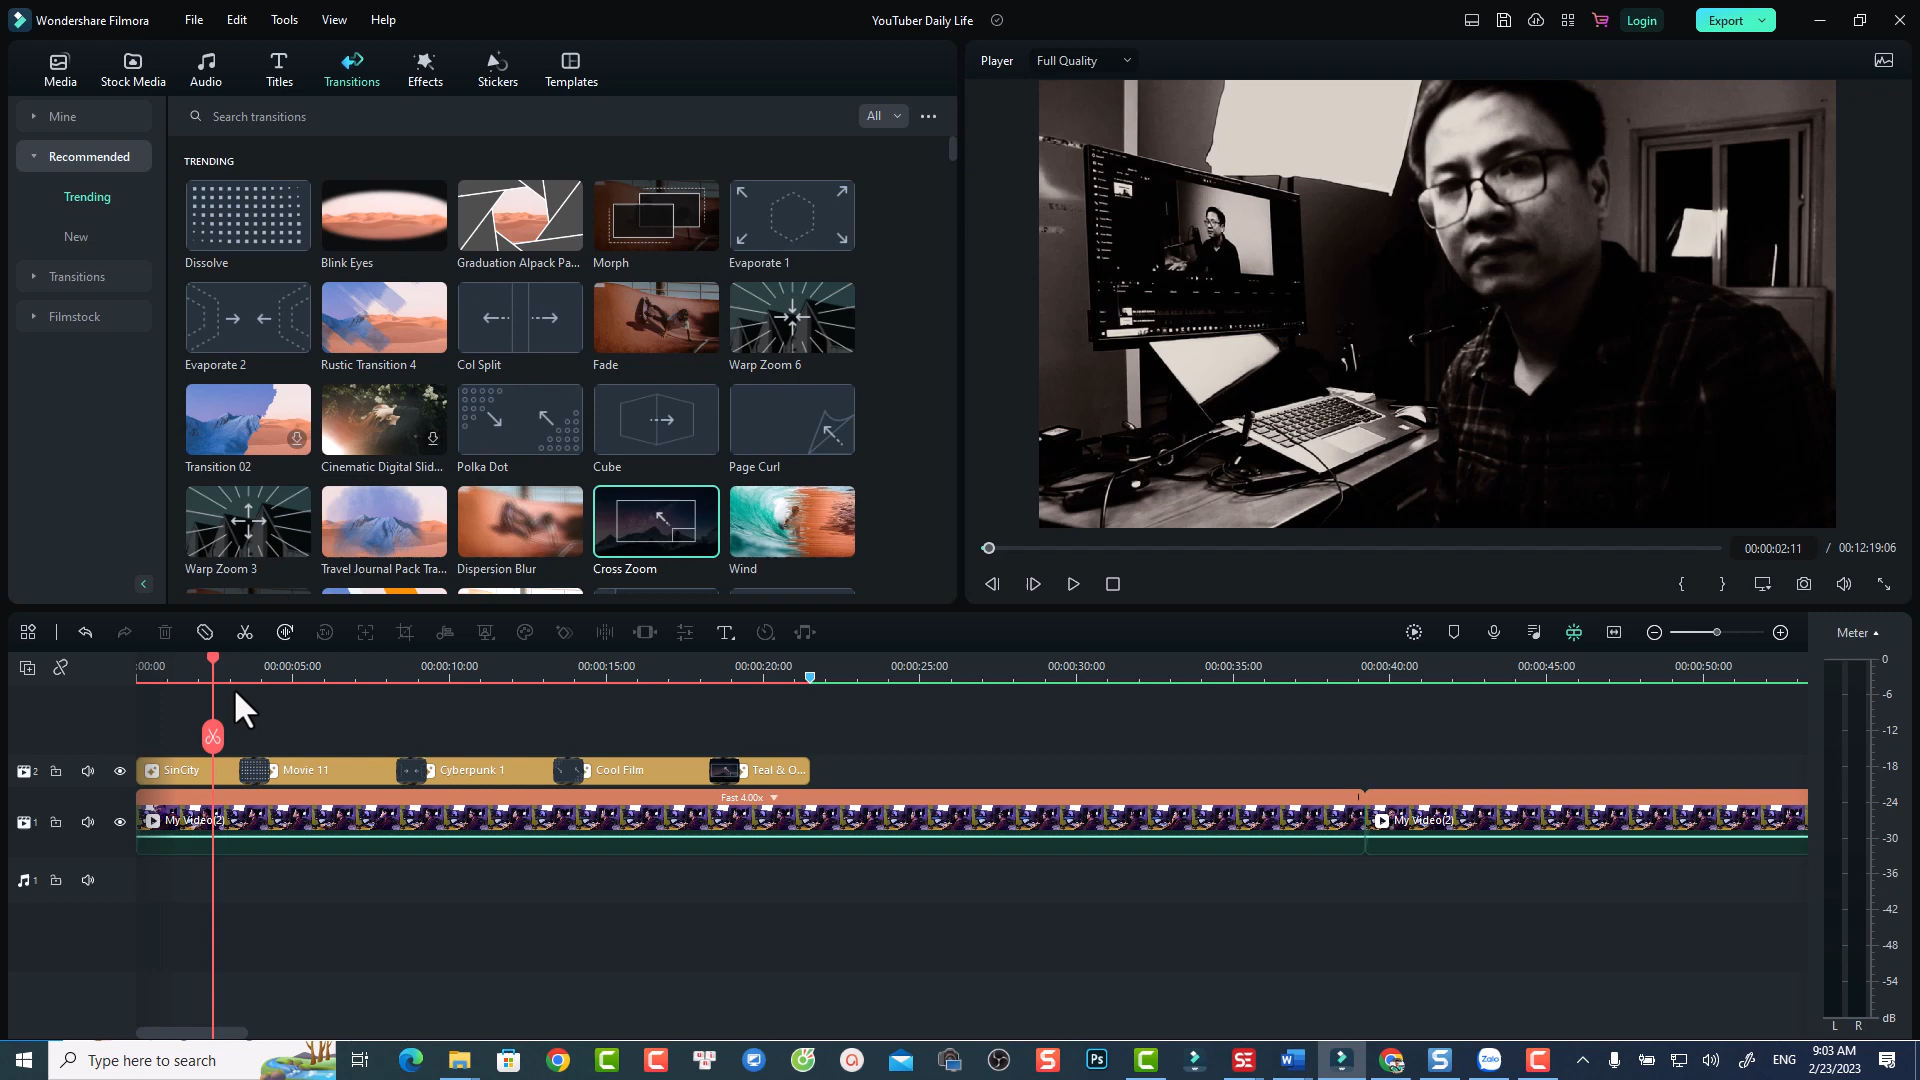 Wondershare Filmora
File Edit Tools View Help
YouTuber Daily Life
Login
Export
Media
Stock Media
Audio
Titles
Transitions
Effects
Stickers
Templates
Player
Full Quality
Mine
Recommended
Trending
New
Transitions
Filmstock
Search transitions
All
TRENDING
Dissolve
Blink Eyes
Graduation Alpack Pa...
Morph
Evaporate 1
Evaporate 2
Rustic Transition 4
Col Split
Fade
Warp Zoom 6
Transition 02
Cinematic Digital Slid...
Polka Dot
Cube
Page Curl
Warp Zoom 3
Travel Journal Pack Tra...
Dispersion Blur
Cross Zoom
Wind
00:00:02:11 / 00:12:19:06
Meter
:00:00 00:00:05:00 00:00:10:00 00:00:15:00 00:00:20:00 00:00:25:00 00:00:30:00 00:00:35:00 00:00:40:00 00:00:45:00 00:00:50:00
0
-6
-12
-18
-24
-30
-36
-42
-48
-54
dB
L R
2
SinCity
Movie 11
Cyberpunk 1
Cool Film
Teal & O...
Fast 4.00x
1
My Video(2)
My Video(2)
1
Type here to search
Ps
SE
Zalo
ENG
9:03 AM
2/23/2023